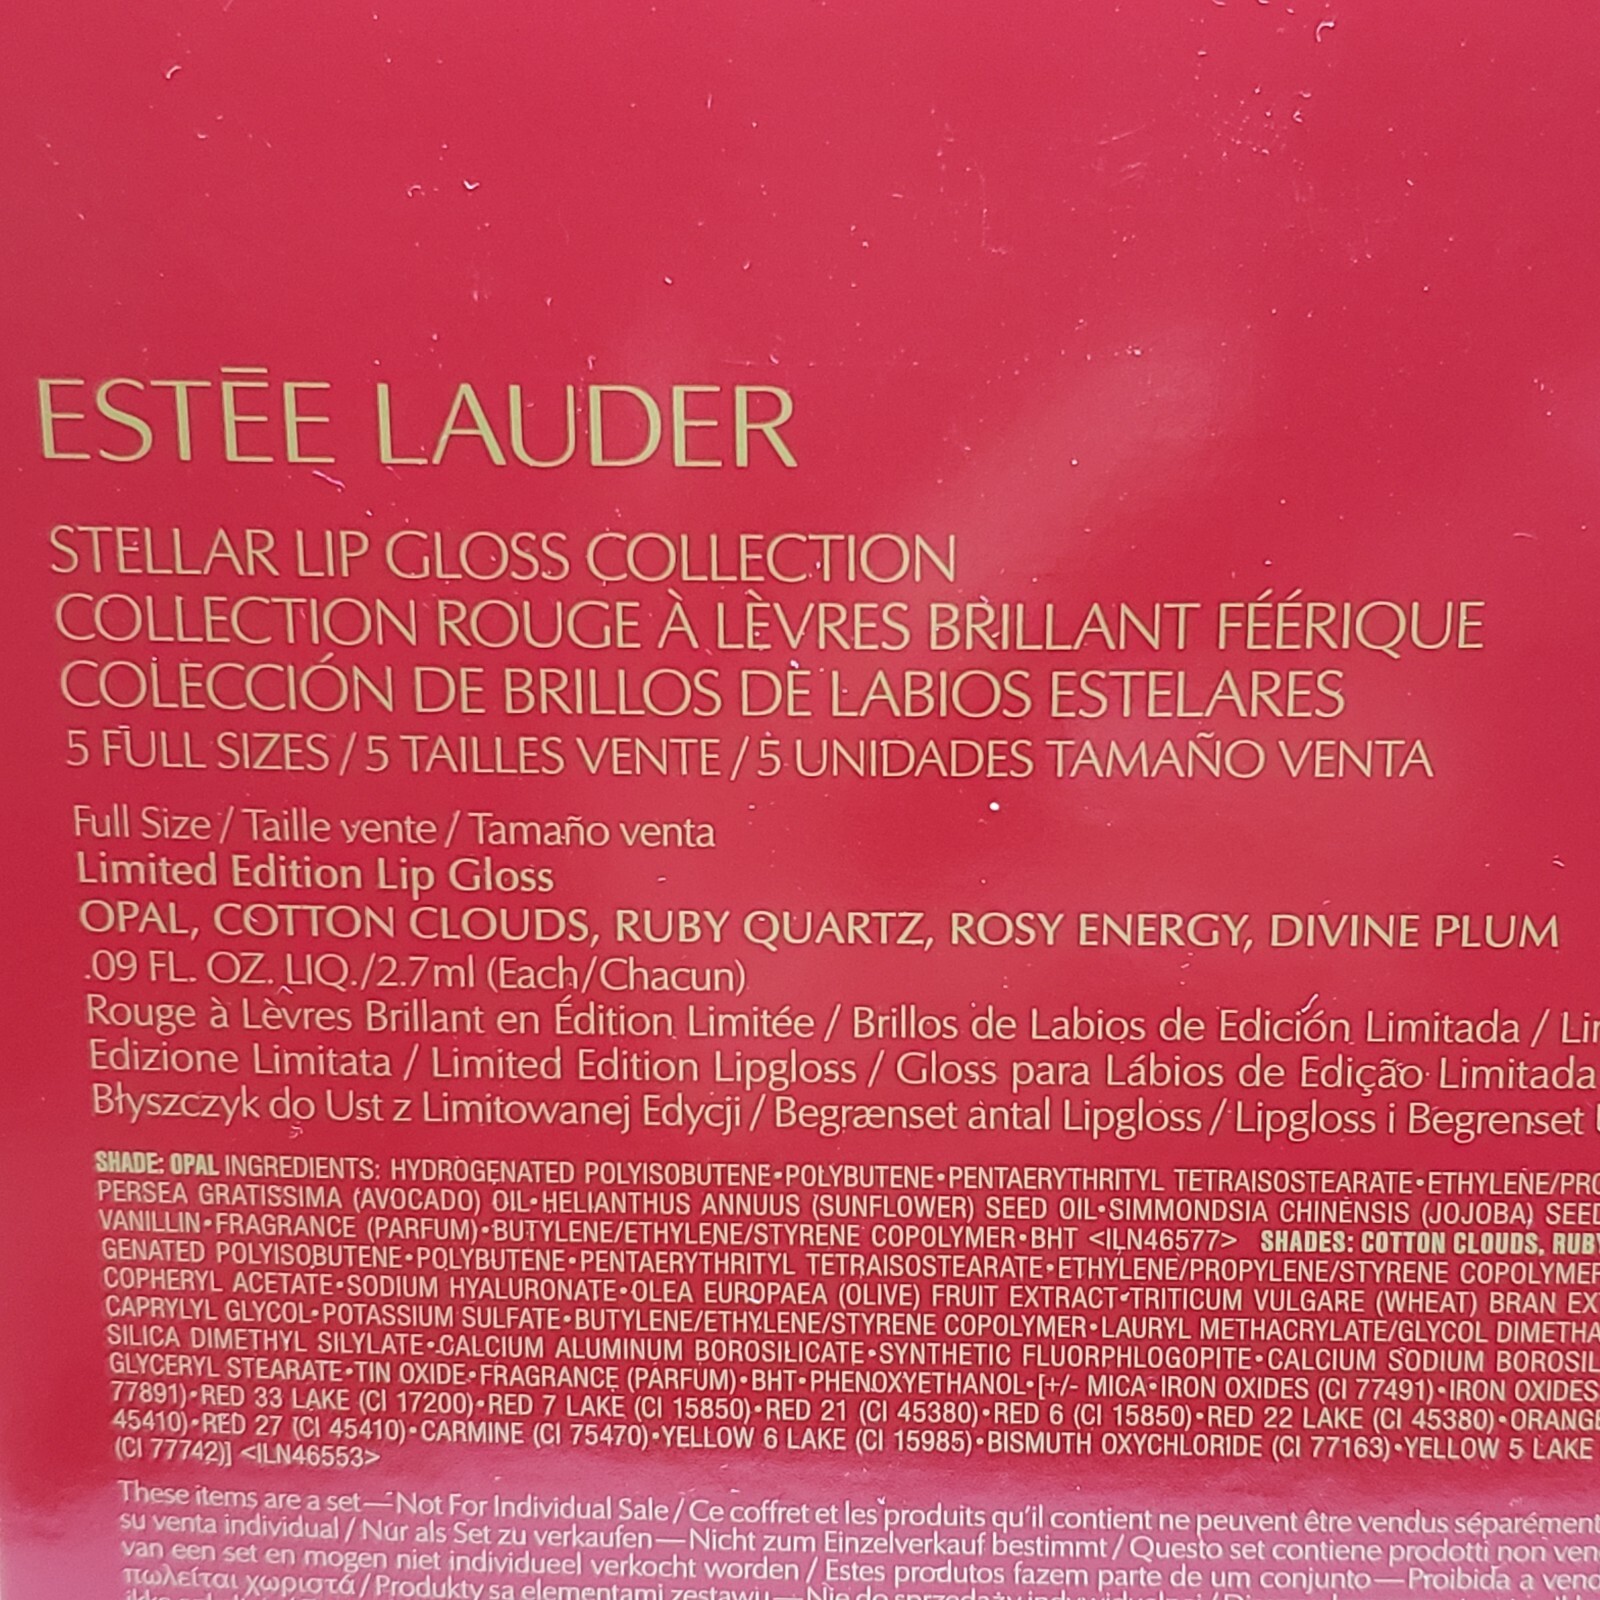 ESTĒE LAUDER
STELLAR LIP GLOSS COLLECTION
COLLECTION ROUGE À LÈVRES BRILLANT FÉÉRIQUE
COLECCIÓN DE BRILLOS DE LABIOS ESTELARES
5 FULL SIZES / 5 TAILLES VENTE / 5 UNIDADES TAMAÑO VENTA
Full Size / Taille vente / Tamaño venta
Limited Edition Lip Gloss
OPAL, COTTON CLOUDS, RUBY QUARTZ, ROSY ENERGY, DIVINE PLUM
.09 FL. OZ. LIQ./2.7ml (Each/Chacun)
Rouge à Lèvres Brillant en Édition Limitée / Brillos de Labios de Edición Limitada /
Edizione Limitata / Limited Edition Lipgloss / Gloss para Lábios de Edição Limitada
Błyszczyk do Ust z Limitowanej Edycji / Begrænset antal Lipgloss / Lipgloss i Begrenset
SHADE: OPAL INGREDIENTS: HYDROGENATED POLYISOBUTENE•POLYBUTENE•PENTAERYTHRITYL TETRAISOSTEARATE•ETHYLENE/PRO
PERSEA GRATISSIMA (AVOCADO) OIL•HELIANTHUS ANNUUS (SUNFLOWER) SEED OIL•SIMMONDSIA CHINENSIS (JOJOBA) SEED
VANILLIN•FRAGRANCE (PARFUM)•BUTYLENE/ETHYLENE/STYRENE COPOLYMER•BHT <ILN46577> SHADES: COTTON CLOUDS, RUBY
GENATED POLYISOBUTENE•POLYBUTENE•PENTAERYTHRITYL TETRAISOSTEARATE•ETHYLENE/PROPYLENE/STYRENE COPOLYMER
COPHERYL ACETATE•SODIUM HYALURONATE•OLEA EUROPAEA (OLIVE) FRUIT EXTRACT•TRITICUM VULGARE (WHEAT) BRAN EX
CAPRYLYL GLYCOL•POTASSIUM SULFATE•BUTYLENE/ETHYLENE/STYRENE COPOLYMER•LAURYL METHACRYLATE/GLYCOL DIMETHA
SILICA DIMETHYL SILYLATE•CALCIUM ALUMINUM BOROSILICATE•SYNTHETIC FLUORPHLOGOPITE•CALCIUM SODIUM BOROSIL
GLYCERYL STEARATE•TIN OXIDE•FRAGRANCE (PARFUM)•BHT•PHENOXYETHANOL•[+/- MICA•IRON OXIDES (CI 77491)•IRON OXIDES
77891)•RED 33 LAKE (CI 17200)•RED 7 LAKE (CI 15850)•RED 21 (CI 45380)•RED 6 (CI 15850)•RED 22 LAKE (CI 45380)•ORANGE
45410)•RED 27 (CI 45410)•CARMINE (CI 75470)•YELLOW 6 LAKE (CI 15985)•BISMUTH OXYCHLORIDE (CI 77163)•YELLOW 5 LAKE
(CI 77742)] <ILN46553>
These items are a set—Not For Individual Sale / Ce coffret et les produits qu'il contient ne peuvent être vendus séparément
su venta individual / Nur als Set zu verkaufen—Nicht zum Einzelverkauf bestimmt / Questo set contiene prodotti non ven
van een set en mogen niet individueel verkocht worden / Estes produtos fazem parte de um conjunto—Proibida a
πωλείται χωριστά / Produkty są elementami zestawu—Nie do sprzedaży indywidualnej /